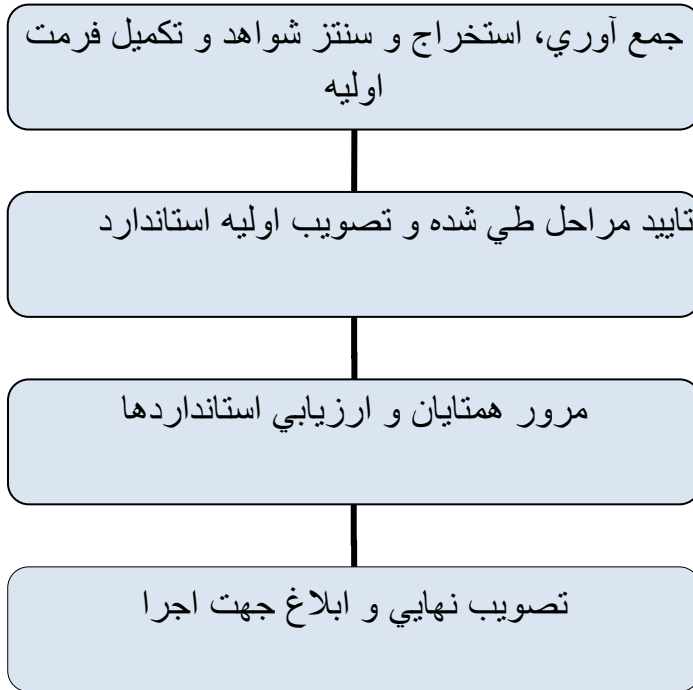 جمع آوري، استخراج و سنتز شواهد و تكميل فرمت
اوليه
تاييد مراحل طي شده و تصويب اوليه استاندارد
مرور همتايان و ارزيابي استانداردها
تصويب نهايي و ابلاغ جهت اجرا